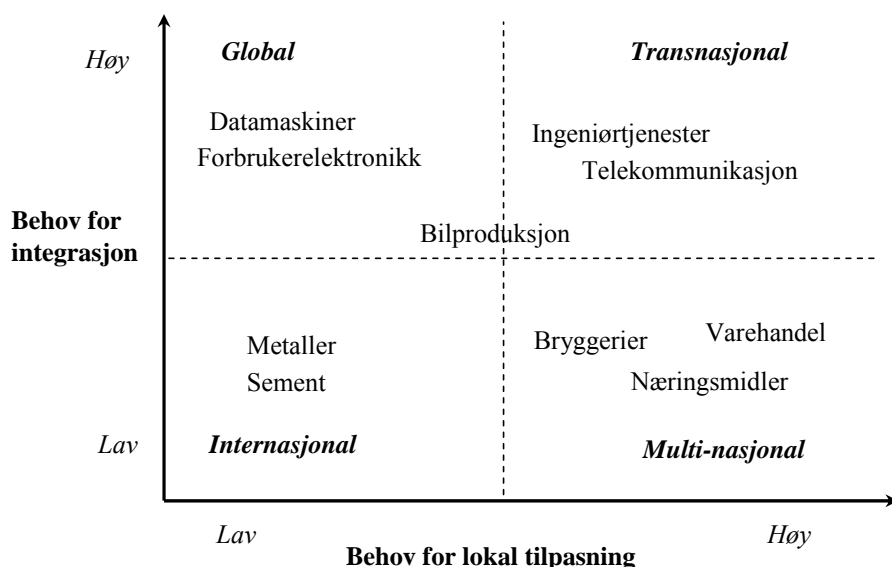 Høy
Global
Transnasjonal
Datamaskiner
Forbrukerelektronikk
Ingeniørtjenester
Telekommunikasjon
Behov for
integrasjon
Bilproduksjon
Metaller
Sement
Bryggerier
Varehandel
Næringsmidler
Lav
Internasjonal
Multi-nasjonal
Lav
Høy
Behov for lokal tilpasning